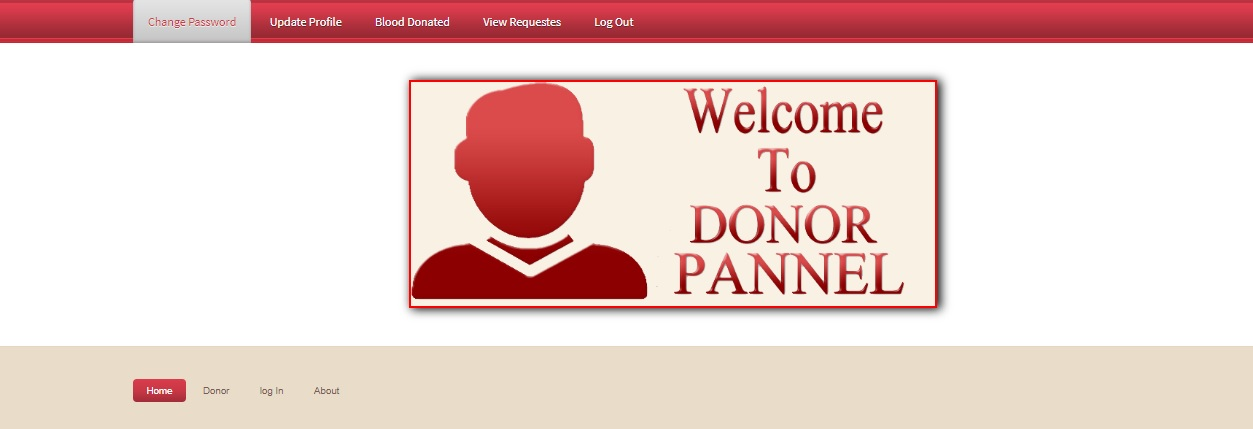 Change Password Update Profile Blood Donated View Requestes Log Out
Welcome
To
DONOR
PANNEL
Home Donor log In About